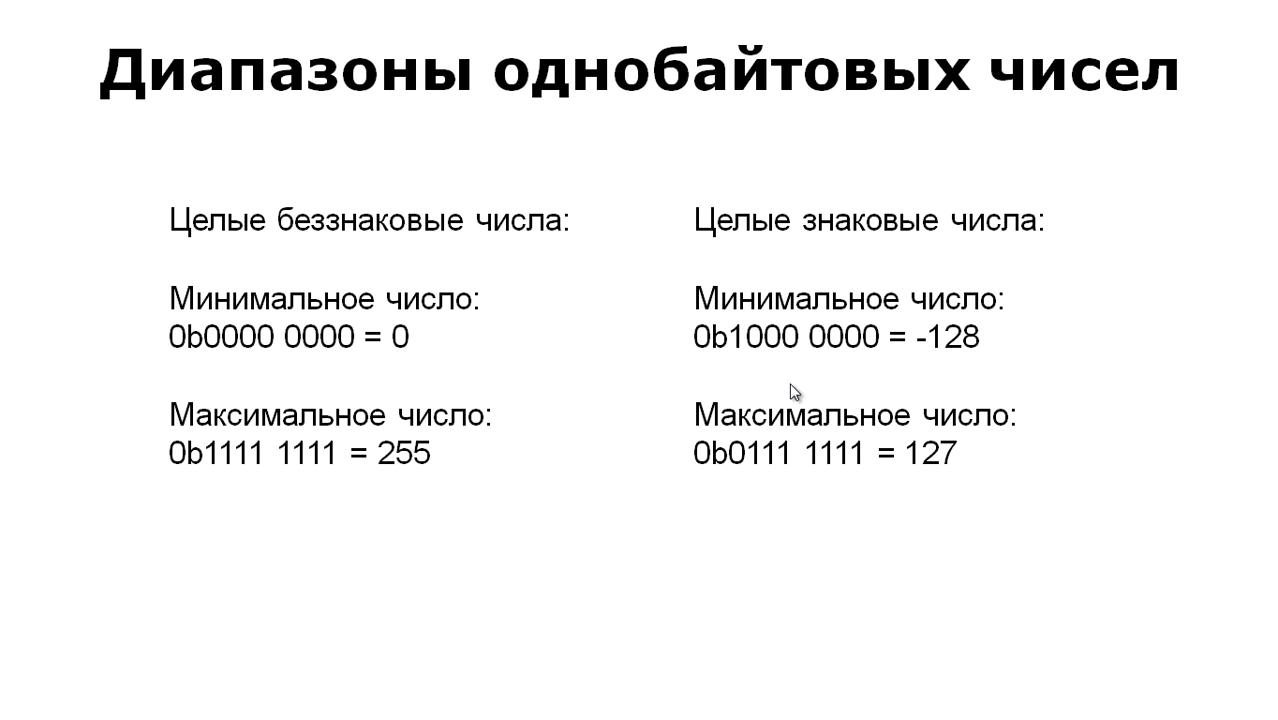 Диапазоны однобайтовых чисел
Целые беззнаковые числа:
Минимальное число:
0b0000 0000 = 0
Максимальное число:
0b1111 1111 = 255
Целые знаковые числа:
Минимальное число:
0b1000 0000 = -128
Максимальное число:
0b0111 1111 = 127